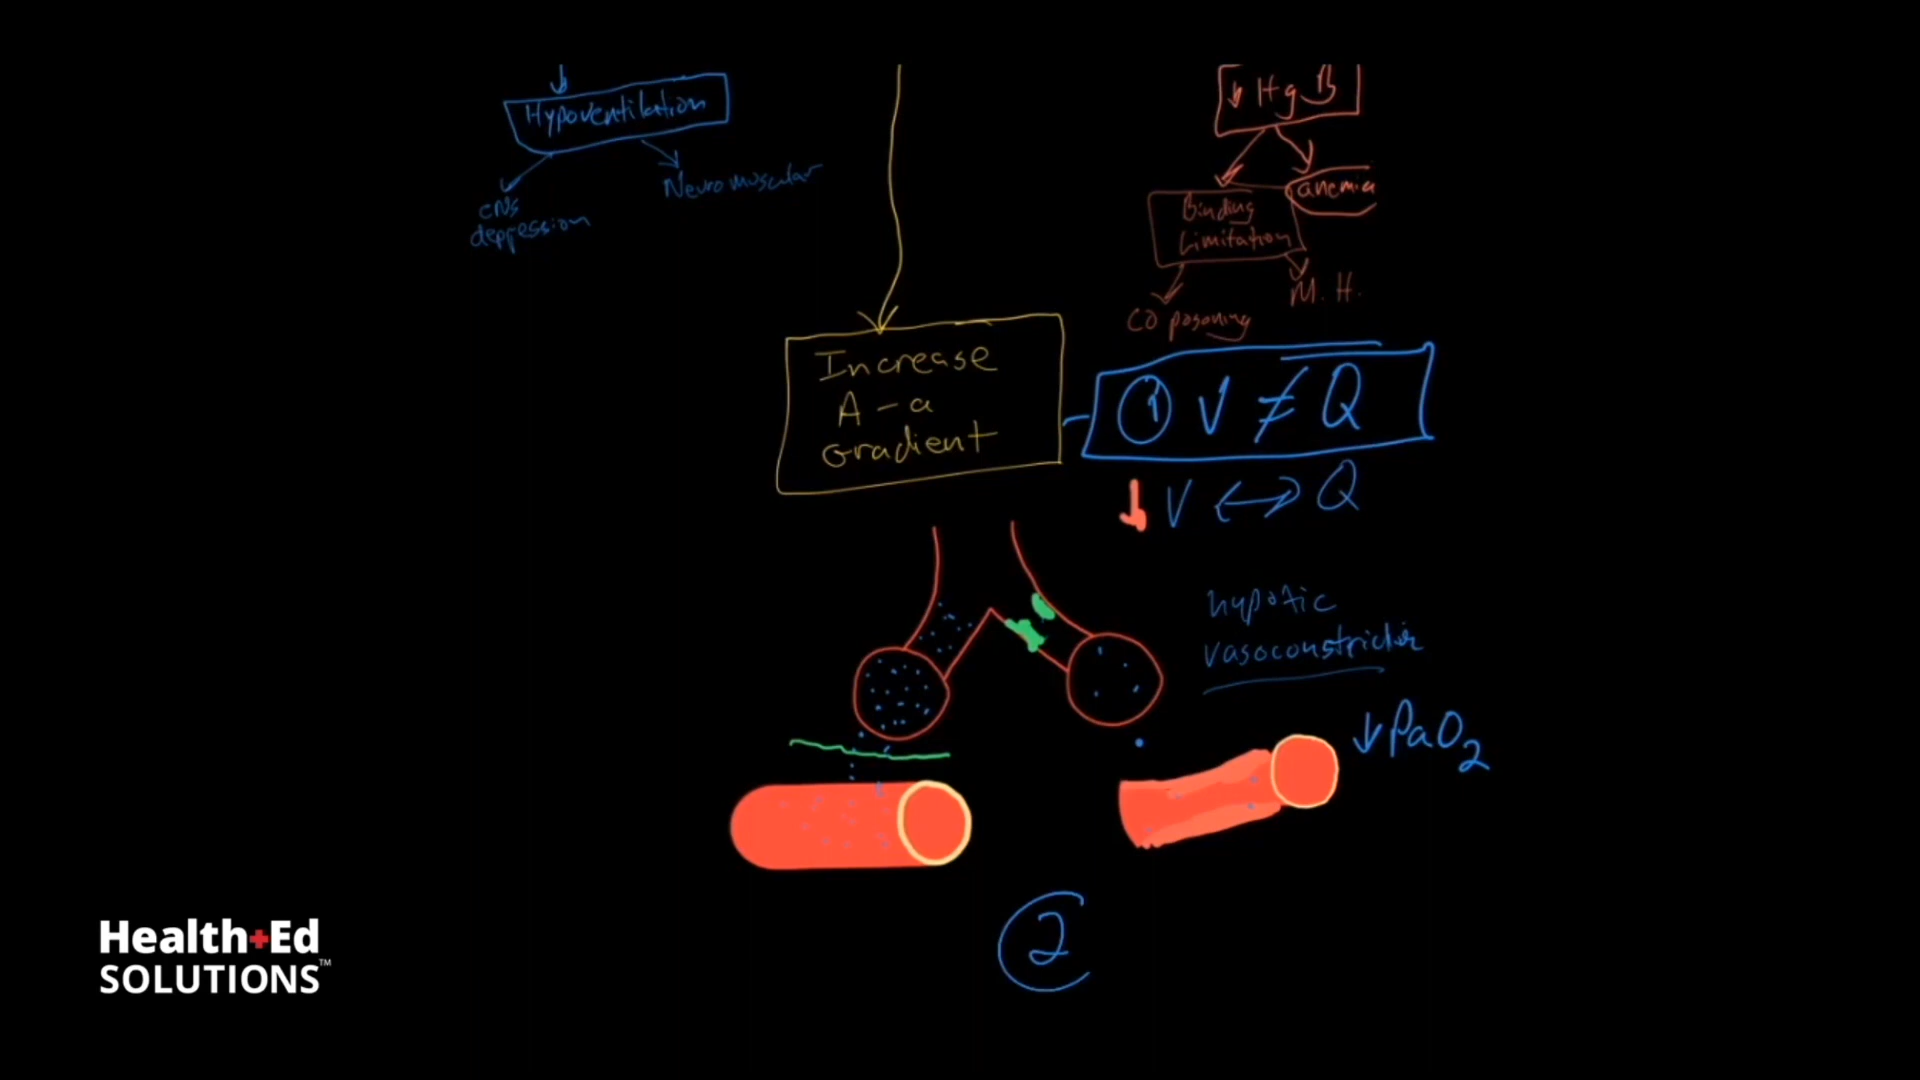 Hypoventilation
CNS
depression
Neuromuscular
↓ HgB
anemia
Binding
Limitation
CO posoning
M. H.
Increase
A - a
Gradient
① V ≠ Q
↓ V ↔ Q
hypoxic
vasoconstriction
↓ PaO2
②
Health+Ed
SOLUTIONS™